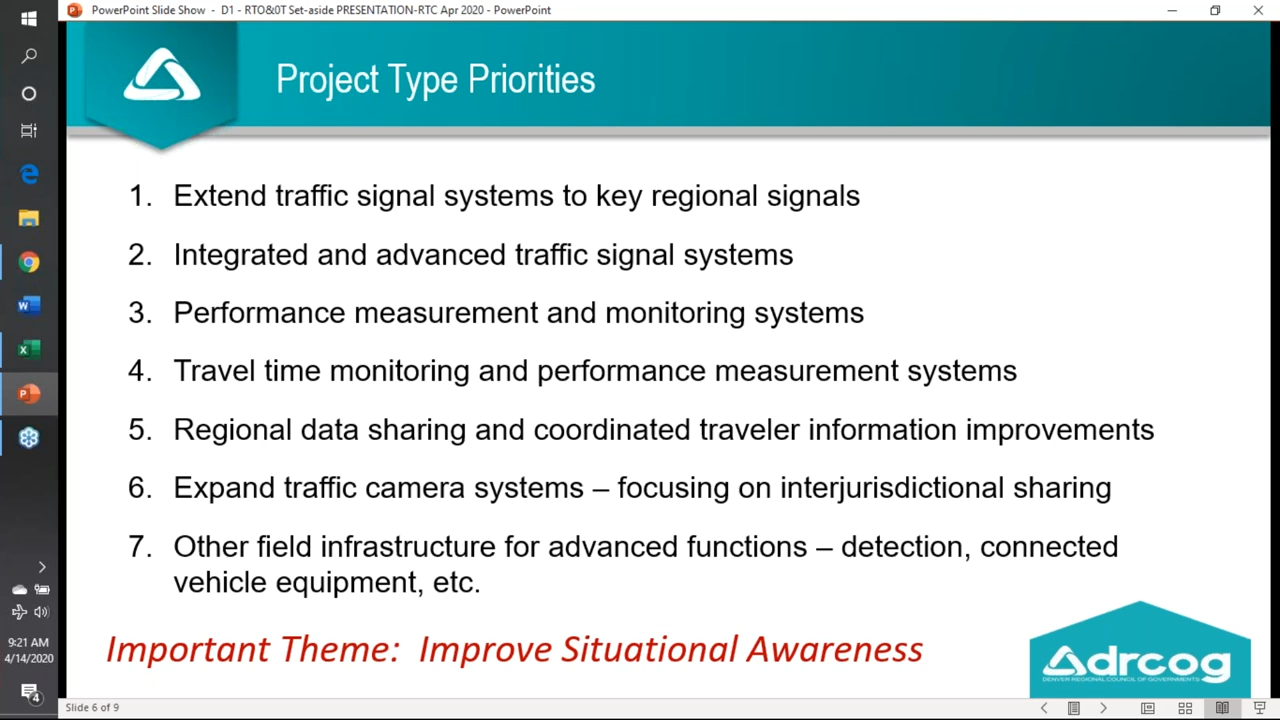 PowerPoint Slide Show - D1 - RTO&0T Set-aside PRESENTATION-RTC Apr 2020 - PowerPoint
Project Type Priorities
1. Extend traffic signal systems to key regional signals
2. Integrated and advanced traffic signal systems
3. Performance measurement and monitoring systems
4. Travel time monitoring and performance measurement systems
5. Regional data sharing and coordinated traveler information improvements
6. Expand traffic camera systems – focusing on interjurisdictional sharing
7. Other field infrastructure for advanced functions – detection, connected
vehicle equipment, etc.
Important Theme: Improve Situational Awareness
drcog
DENVER REGIONAL COUNCIL OF GOVERNMENTS
9:21 AM
4/14/2020
4
Slide 6 of 9